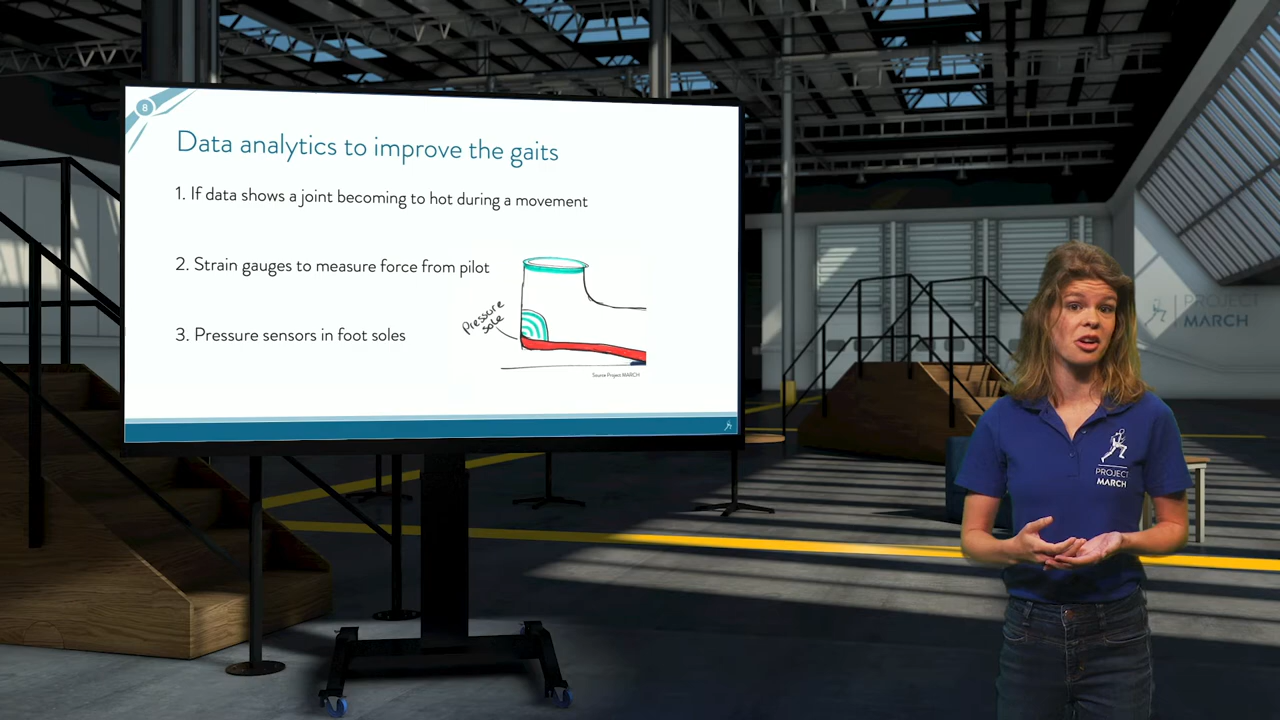 8
Data analytics to improve the gaits
1. If data shows a joint becoming to hot during a movement
2. Strain gauges to measure force from pilot
Pressure
sole
3. Pressure sensors in foot soles
Source Project MARCH
PROJECT
MARCH
PROJECT
MARCH